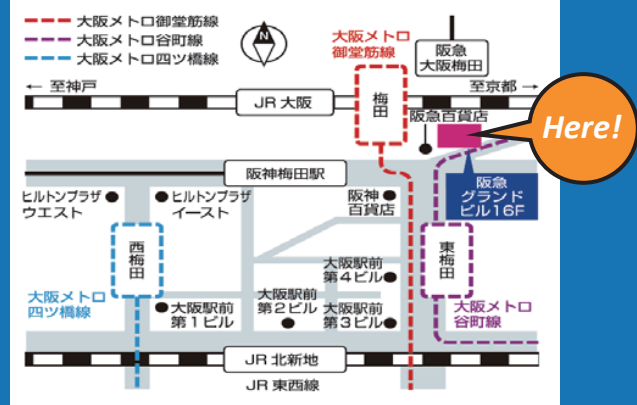 大阪メトロ御堂筋線
大阪メトロ谷町線
大阪メトロ四ツ橋線
N
大阪メトロ
御堂筋線
阪急
大阪梅田
← 至神戸
至京都 →
JR 大阪
梅田
阪急百貨店
Here!
阪神梅田駅
阪急
グランド
ビル16F
ヒルトンプラザ
ウエスト
ヒルトンプラザ
イースト
阪神
百貨店
西梅田
東梅田
大阪駅前
第4ビル
大阪メトロ
四ツ橋線
大阪駅前
第1ビル
大阪駅前
第2ビル
大阪駅前
第3ビル
大阪メトロ
谷町線
JR 北新地
JR 東西線